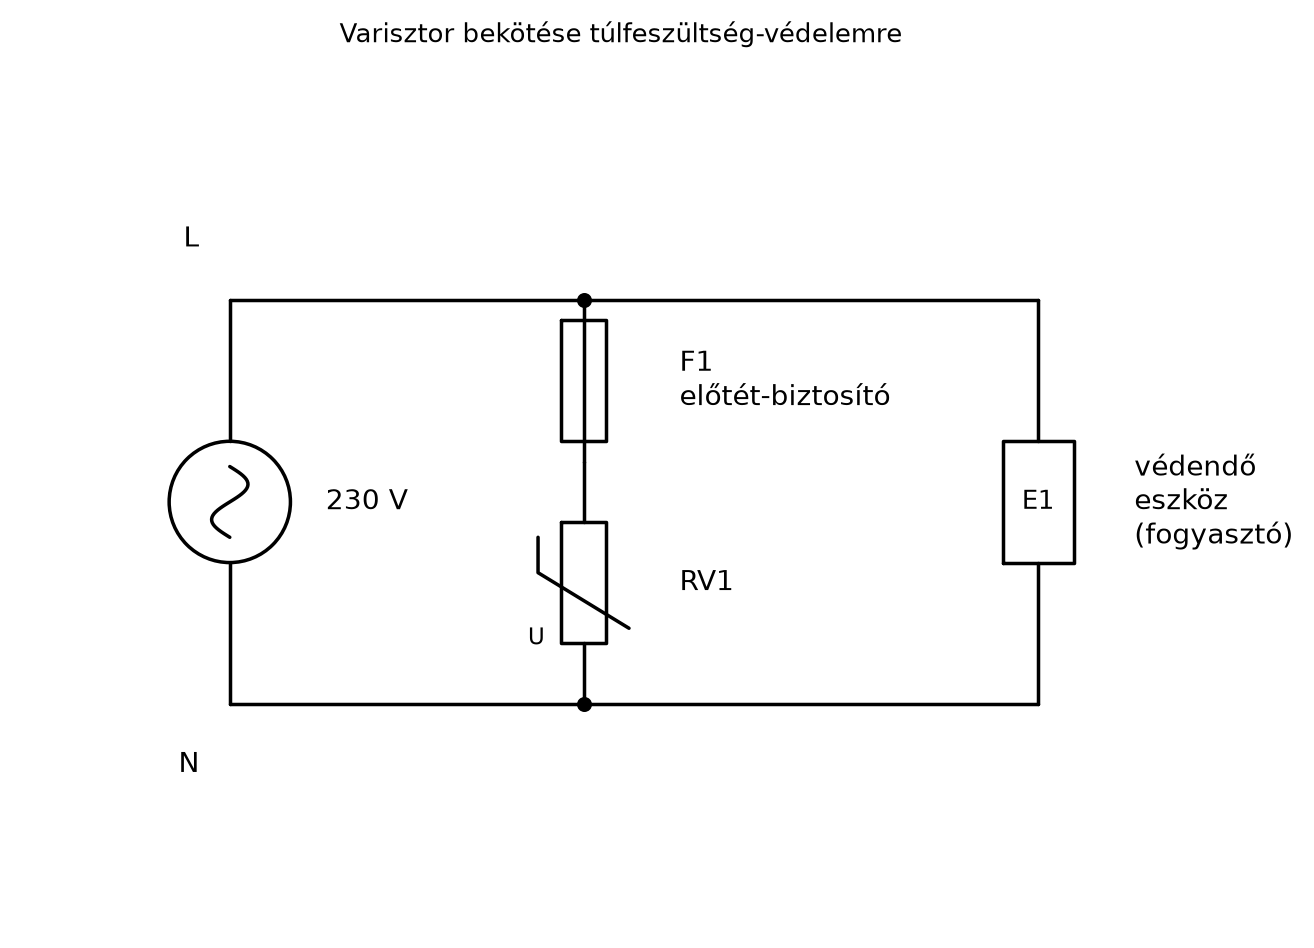 Varisztor bekötése túlfeszültség-védelemre
L
F1
előtét-biztosító
230 V
E1
védendő
eszköz
(fogyasztó)
RV1
U
N